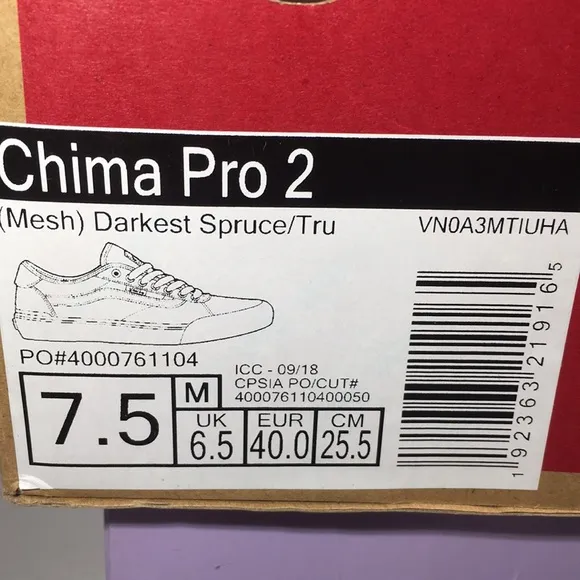 Chima Pro 2
(Mesh) Darkest Spruce/Tru VN0A3MTIUHA
PO#4000761104
ICC - 09/18
CPSIA PO/CUT#
400076110400050
7.5 M
UK EUR CM
6.5 40.0 25.5
1 92363 21916 5